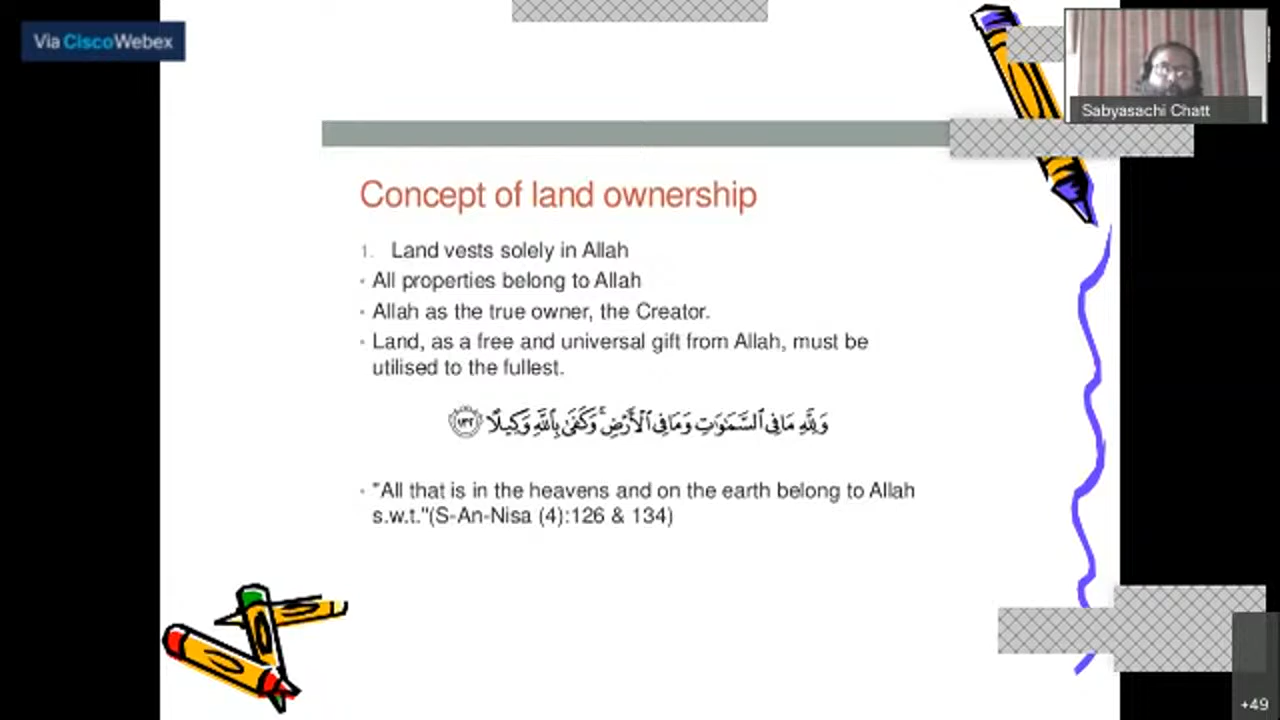 Via CiscoWebex
Sabyasachi Chatt
Concept of land ownership
1. Land vests solely in Allah
• All properties belong to Allah
• Allah as the true owner, the Creator.
• Land, as a free and universal gift from Allah, must be
utilised to the fullest.
وَلِلَّهِ مَا فِي ٱلسَّمَٰوَٰتِ وَمَا فِي ٱلْأَرْضِ ۚ وَكَفَىٰ بِٱللَّهِ وَكِيلًا ١٣٢
• "All that is in the heavens and on the earth belong to Allah
s.w.t."(S-An-Nisa (4):126 & 134)
+49